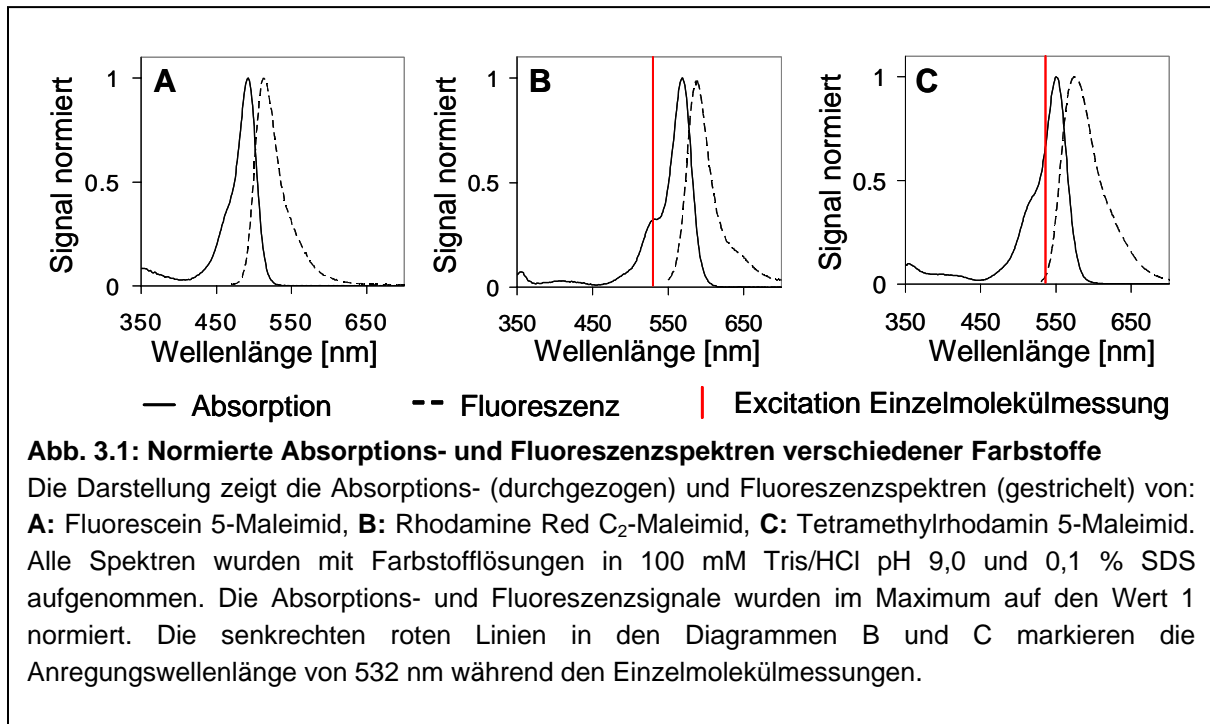 A
B
C
Signal normiert
1
0.5
0
350 450 550 650
Wellenlänge [nm]
Signal normiert
1
0.5
0
350 450 550 650
Wellenlänge [nm]
Signal normiert
1
0.5
0
350 450 550 650
Wellenlänge [nm]
Absorption
Fluoreszenz
Excitation Einzelmolekülmessung
Abb. 3.1: Normierte Absorptions- und Fluoreszenzspektren verschiedener Farbstoffe
Die Darstellung zeigt die Absorptions- (durchgezogen) und Fluoreszenzspektren (gestrichelt) von:
A: Fluorescein 5-Maleimid, B: Rhodamine Red C₂-Maleimid, C: Tetramethylrhodamin 5-Maleimid.
Alle Spektren wurden mit Farbstofflösungen in 100 mM Tris/HCl pH 9,0 und 0,1 % SDS
aufgenommen. Die Absorptions- und Fluoreszenzsignale wurden im Maximum auf den Wert 1
normiert. Die senkrechten roten Linien in den Diagrammen B und C markieren die
Anregungswellenlänge von 532 nm während den Einzelmolekülmessungen.